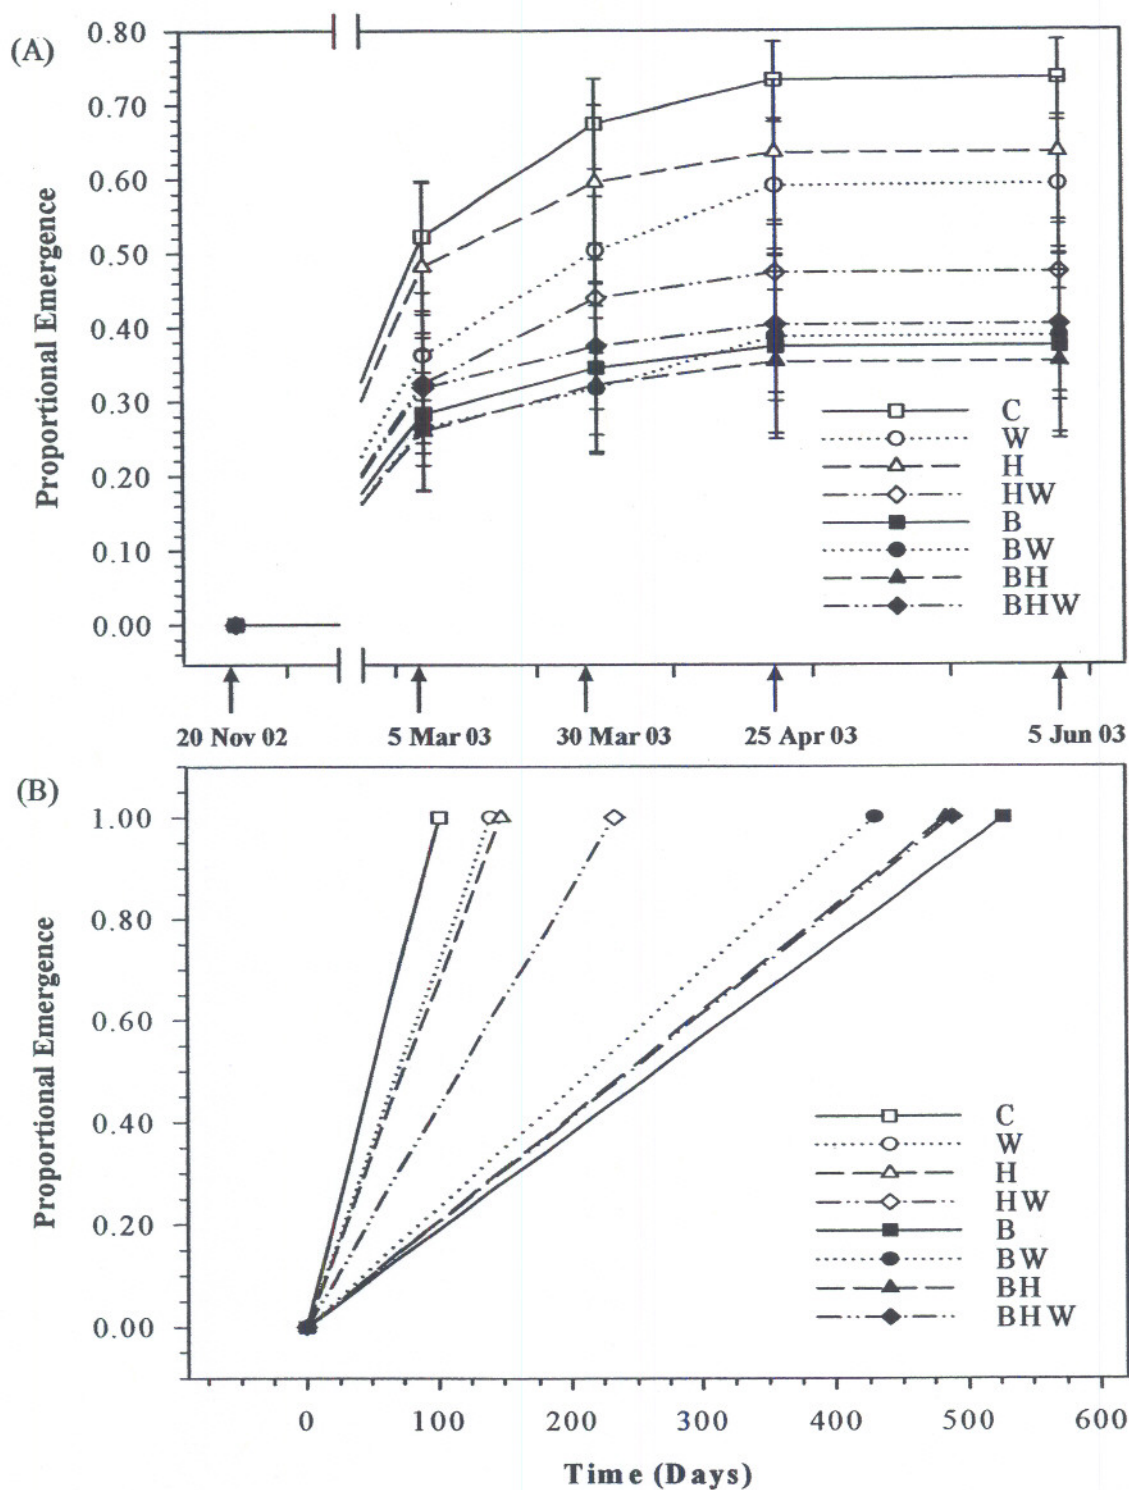 (A)
Proportional Emergence
0.80
0.70
0.60
0.50
0.40
0.30
0.20
0.10
0.00
C
W
H
HW
B
BW
BH
BHW
20 Nov 02 5 Mar 03 30 Mar 03 25 Apr 03 5 Jun 03
(B)
Proportional Emergence
1.00
0.80
0.60
0.40
0.20
0.00
C
W
H
HW
B
BW
BH
BHW
0 100 200 300 400 500 600
Time (Days)